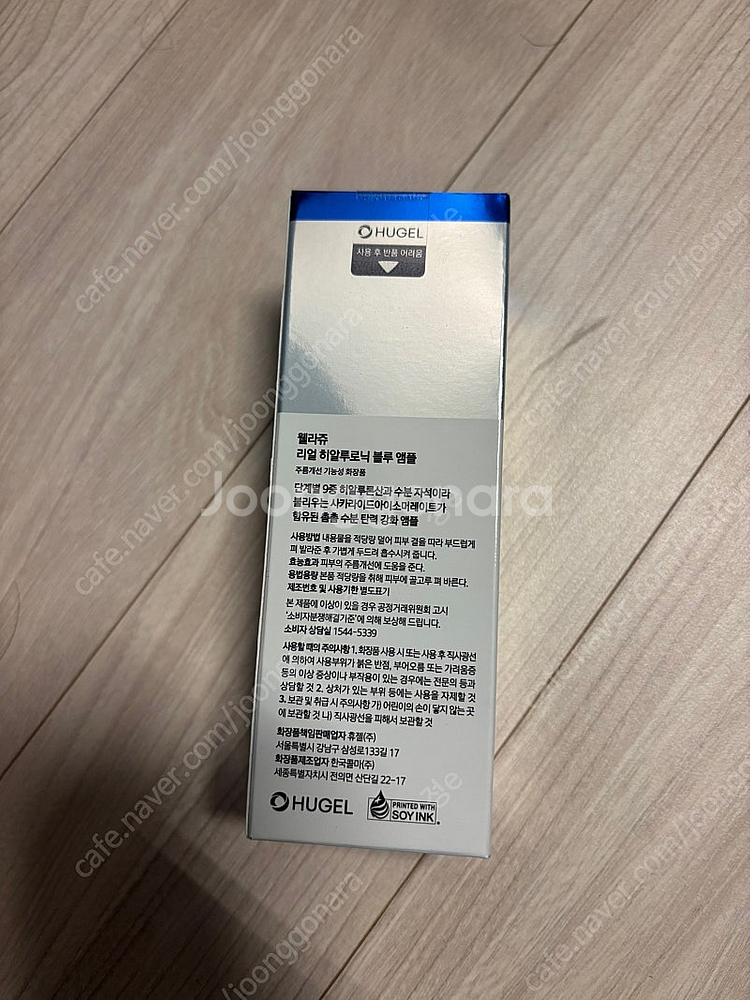 HUGEL
사용 후 반품 어려움
웰라쥬
리얼 히알루로닉 블루 앰플
주름개선 기능성 화장품
단계별 9중 히알루론산과 수분 자석이라
불리우는 사카라이드아이소머레이트가
함유된 촘촘 수분 탄력 강화 앰플
사용방법 내용물을 적당량 덜어 피부 결을 따라 부드럽게
펴 발라준 후 가볍게 두드려 흡수시켜 줍니다.
효능효과 피부의 주름개선에 도움을 준다.
용법용량 본품 적당량을 취해 피부에 골고루 펴 바른다.
제조번호 및 사용기한 별도표기
본 제품에 이상이 있을 경우 공정거래위원회 고시
'소비자분쟁해결기준'에 의해 보상해 드립니다.
소비자 상담실 1544-5339
사용할 때의 주의사항 1. 화장품 사용 시 또는 사용 후 직사광선
에 의하여 사용부위가 붉은 반점, 부어오름 또는 가려움증
등의 이상 증상이나 부작용이 있는 경우에는 전문의 등과
상담할 것 2. 상처가 있는 부위 등에는 사용을 자제할 것
3. 보관 및 취급 시 주의사항 가) 어린이의 손이 닿지 않는 곳
에 보관할 것 나) 직사광선을 피해서 보관할 것
화장품책임판매업자 휴젤(주)
서울특별시 강남구 삼성로133길 17
화장품제조업자 한국콜마(주)
세종특별자치시 전의면 산단길 22-17
HUGEL
PRINTED WITH
SOY INK
Joonggonara
cafe.naver.com/joonggonara